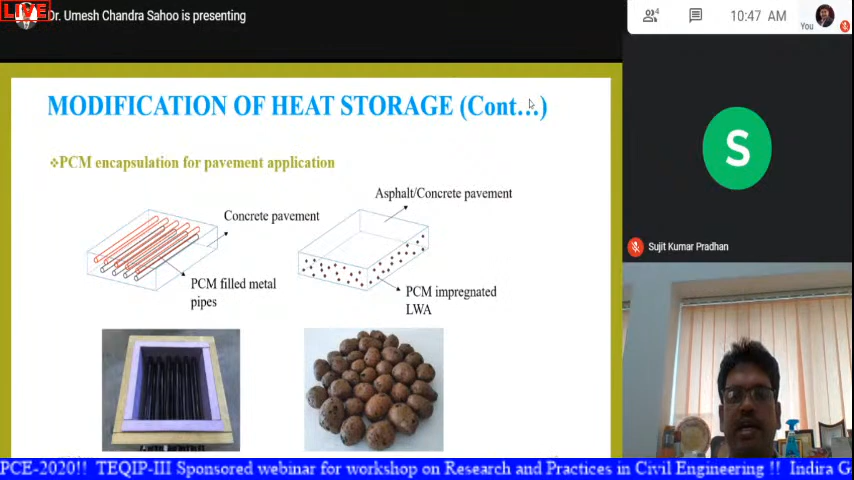 LIVE
Dr. Umesh Chandra Sahoo is presenting
4
10:47 AM
You
MODIFICATION OF HEAT STORAGE (Cont…)
❖PCM encapsulation for pavement application
Asphalt/Concrete pavement
Concrete pavement
PCM filled metal
pipes
PCM impregnated
LWA
S
Sujit Kumar Pradhan
PCE-2020!! TEQIP-III Sponsored webinar for workshop on Research and Practices in Civil Engineering !! Indira G